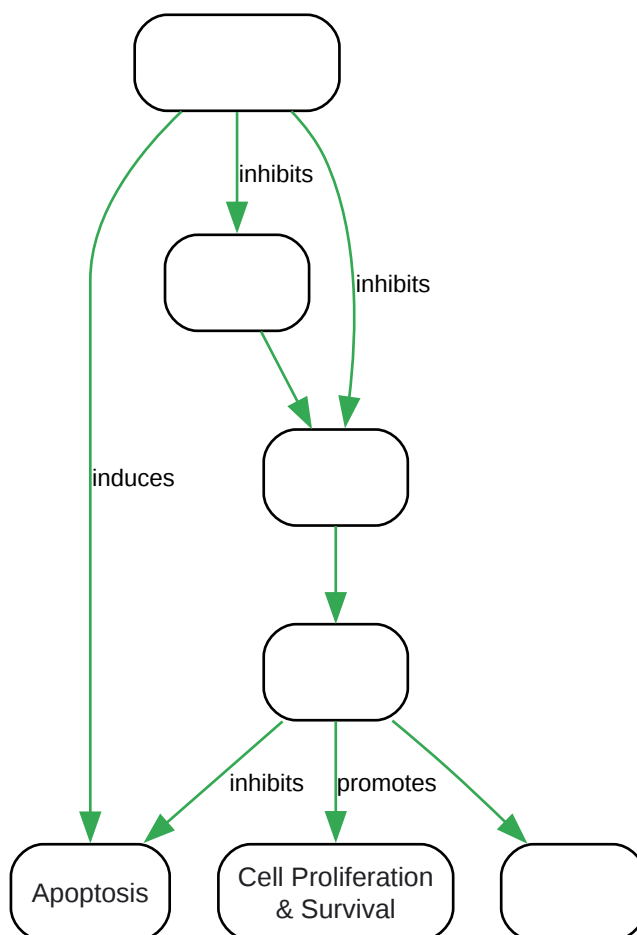 inhibits
inhibits
induces
inhibits
promotes
Apoptosis
Cell Proliferation
& Survival